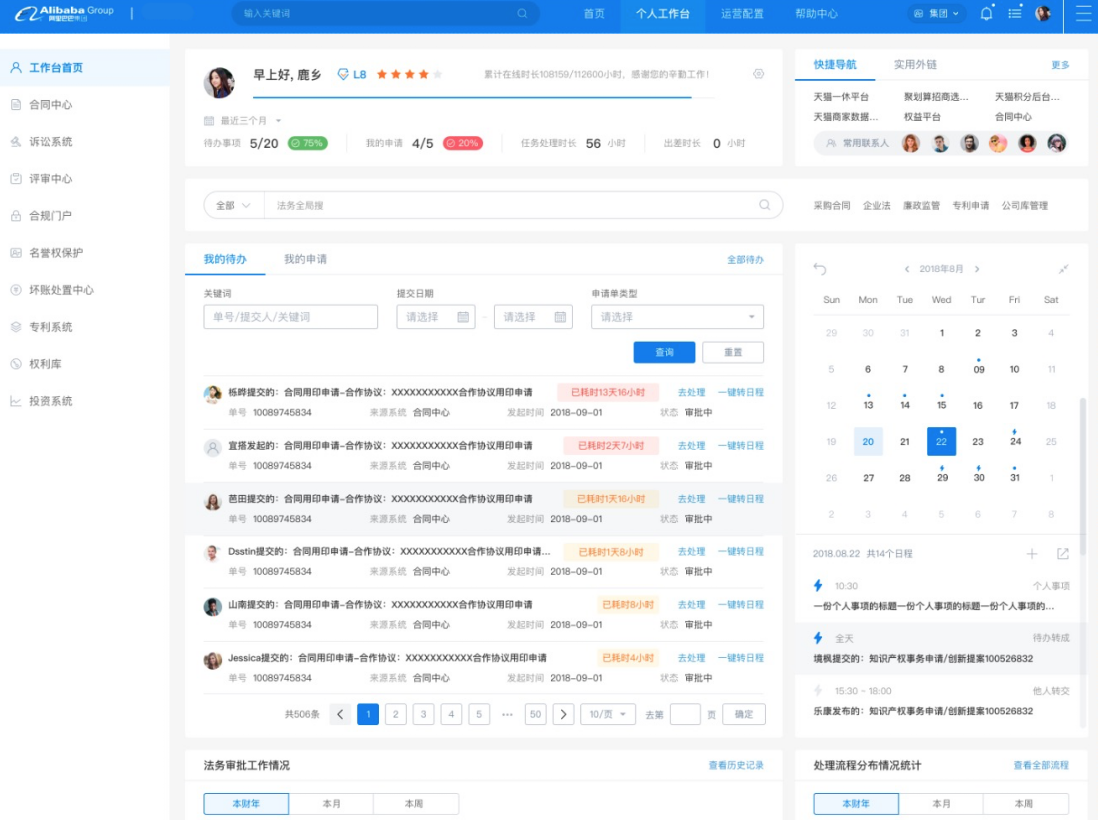 Alibaba Group
阿里巴巴集团
输入关键词
首页 个人工作台 运营配置 帮助中心 集团
工作台首页
合同中心
诉讼系统
评审中心
合规门户
名誉权保护
坏账处置中心
专利系统
权利库
投资系统
早上好, 鹿乡 L8 累计在线时长108159/112600小时，感谢您的辛勤工作！
最近三个月
待办事项 5/20 75% 我的申请 4/5 20% 任务处理时长 56 小时 出差时长 0 小时
快捷导航 实用外链 更多
天猫一休平台 聚划算招商选... 天猫积分后台...
天猫商家数据... 权益平台 合同中心
常用联系人
全部 法务全局搜
采购合同 企业法 廉政监管 专利申请 公司库管理
我的待办 我的申请 全部待办
关键词 提交日期 申请单类型
单号/提交人/关键词 请选择 - 请选择 请选择
查询 重置
栎晔提交的：合同用印申请-合作协议：XXXXXXXXXXX合作协议用印申请 已耗时13天16小时 去处理 一键转日程
单号 10089745834 来源系统 合同中心 发起时间 2018-09-01 状态 审批中
宜搭发起的：合同用印申请-合作协议：XXXXXXXXXXX合作协议用印申请 已耗时2天7小时 去处理 一键转日程
单号 10089745834 来源系统 合同中心 发起时间 2018-09-01 状态 审批中
芭田提交的：合同用印申请-合作协议：XXXXXXXXXXX合作协议用印申请 已耗时1天16小时 去处理 一键转日程
单号 10089745834 来源系统 合同中心 发起时间 2018-09-01 状态 审批中
Dsstin提交的：合同用印申请-合作协议：XXXXXXXXXXX合作协议用印申请... 已耗时1天8小时 去处理 一键转日程
单号 10089745834 来源系统 合同中心 发起时间 2018-09-01 状态 审批中
山南提交的：合同用印申请-合作协议：XXXXXXXXXXX合作协议用印申请 已耗时8小时 去处理 一键转日程
单号 10089745834 来源系统 合同中心 发起时间 2018-09-01 状态 审批中
Jessica提交的：合同用印申请-合作协议：XXXXXXXXXXX合作协议用印申请 已耗时4小时 去处理 一键转日程
单号 10089745834 来源系统 合同中心 发起时间 2018-09-01 状态 审批中
共506条 1 2 3 4 5 ••• 50 10/页 去第 页 确定
2018年8月
Sun Mon Tue Wed Tur Fri Sat
29 30 31 1 2 3 4
5 6 7 8 09 10 11
12 13 14 15 16 17 18
19 20 21 22 23 24 25
26 27 28 29 30 31 1
2 3 4 5 6 7 8
2018.08.22 共14个日程
10:30 个人事项
一份个人事项的标题一份个人事项的标题一份个人事项的...
全天 待办转成
境枫提交的：知识产权事务申请/创新提案100526832
15:30 - 18:00 他人转交
乐康发布的：知识产权事务申请/创新提案100526832
法务审批工作情况 查看历史记录
本财年 本月 本周
处理流程分布情况统计 查看全部流程
本财年 本月 本周